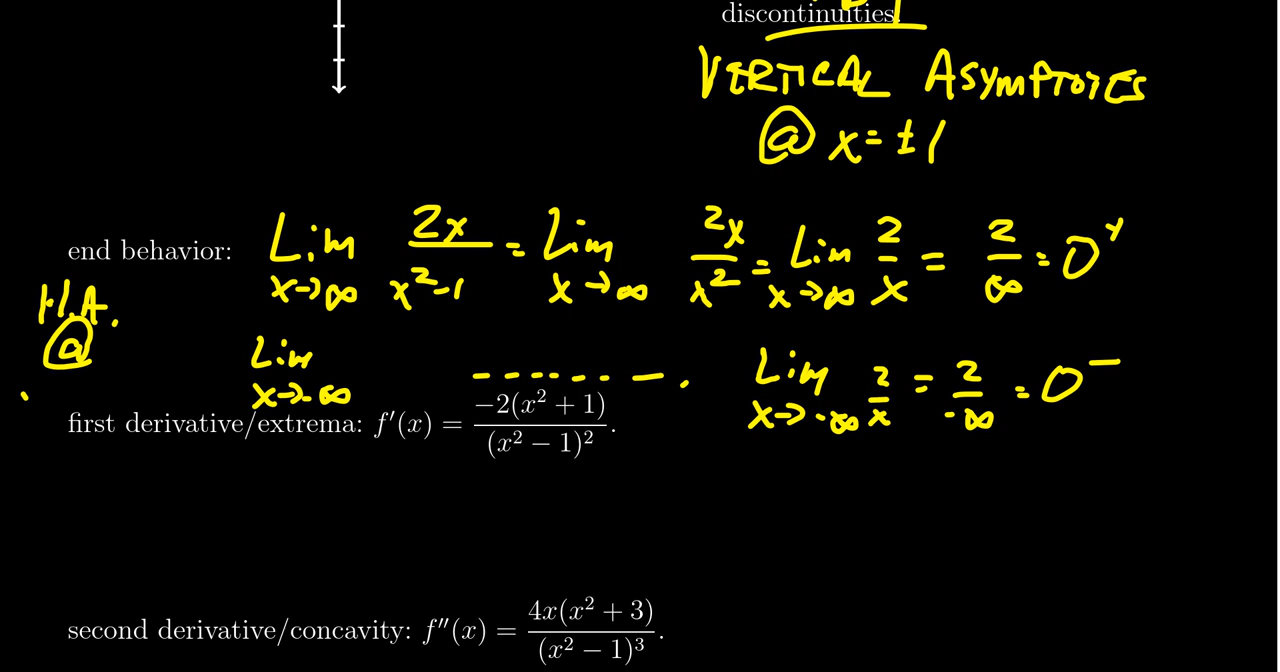 discontinuities.
VERTICAL ASYMPTOTES
@ x = ±1
end behavior: Lim x→∞ 2x/(x²-1) = Lim x→∞ 2x/x² = Lim x→∞ 2/x = 2/∞ = 0⁺
H.A.
@
Lim x→-∞ ------. Lim x→-∞ 2/x = 2/-∞ = 0⁻
first derivative/extrema: f′(x) = −2(x² + 1)/(x² − 1)².
second derivative/concavity: f″(x) = 4x(x² + 3)/(x² − 1)³.